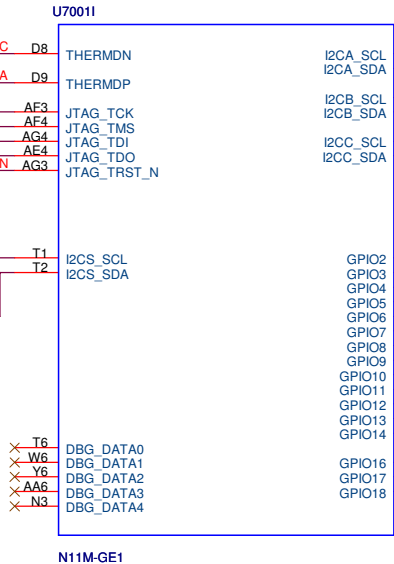 U7001I
C D8 THERMDN I2CA_SCL
I2CA_SDA
A D9 THERMDP
I2CB_SCL
AF3 JTAG_TCK I2CB_SDA
AF4 JTAG_TMS
AG4 JTAG_TDI I2CC_SCL
AE4 JTAG_TDO I2CC_SDA
N AG3 JTAG_TRST_N
T1 I2CS_SCL GPIO2
T2 I2CS_SDA GPIO3
GPIO4
GPIO5
GPIO6
GPIO7
GPIO8
GPIO9
GPIO10
GPIO11
GPIO12
GPIO13
GPIO14
T6 DBG_DATA0
W6 DBG_DATA1 GPIO16
Y6 DBG_DATA2 GPIO17
AA6 DBG_DATA3 GPIO18
N3 DBG_DATA4
N11M-GE1